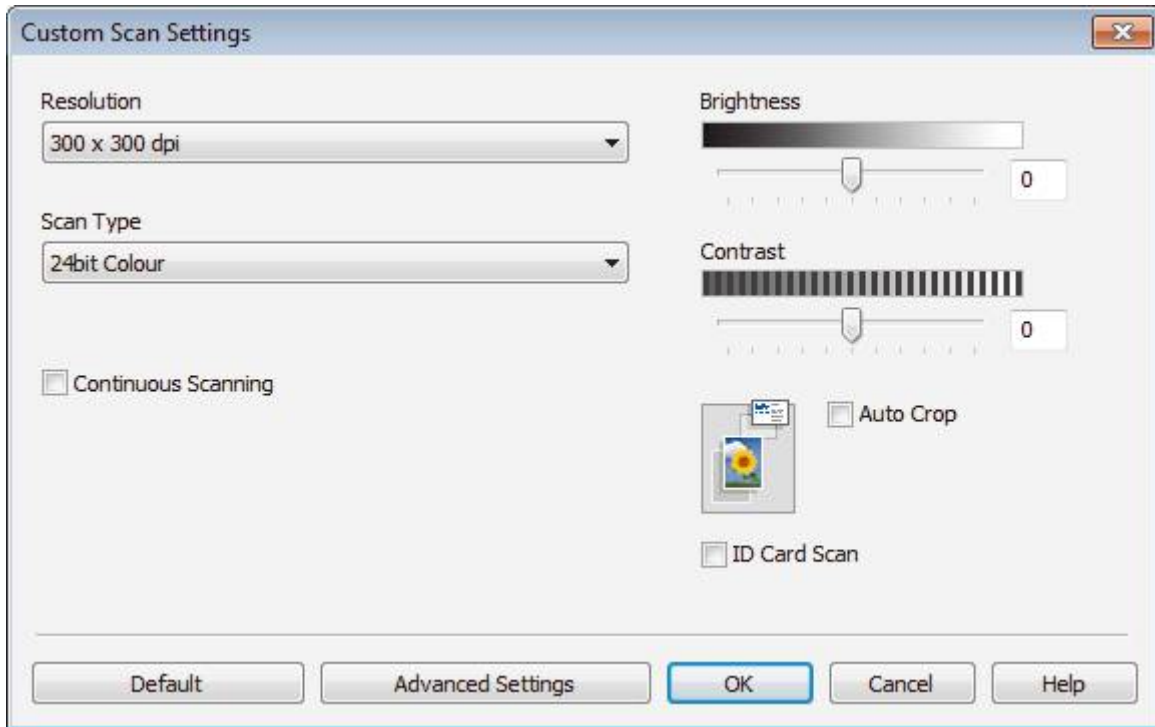 Custom Scan Settings
Resolution
300 x 300 dpi
Scan Type
24bit Colour
Continuous Scanning
Brightness
0
Contrast
0
Auto Crop
ID Card Scan
Default
Advanced Settings
OK
Cancel
Help